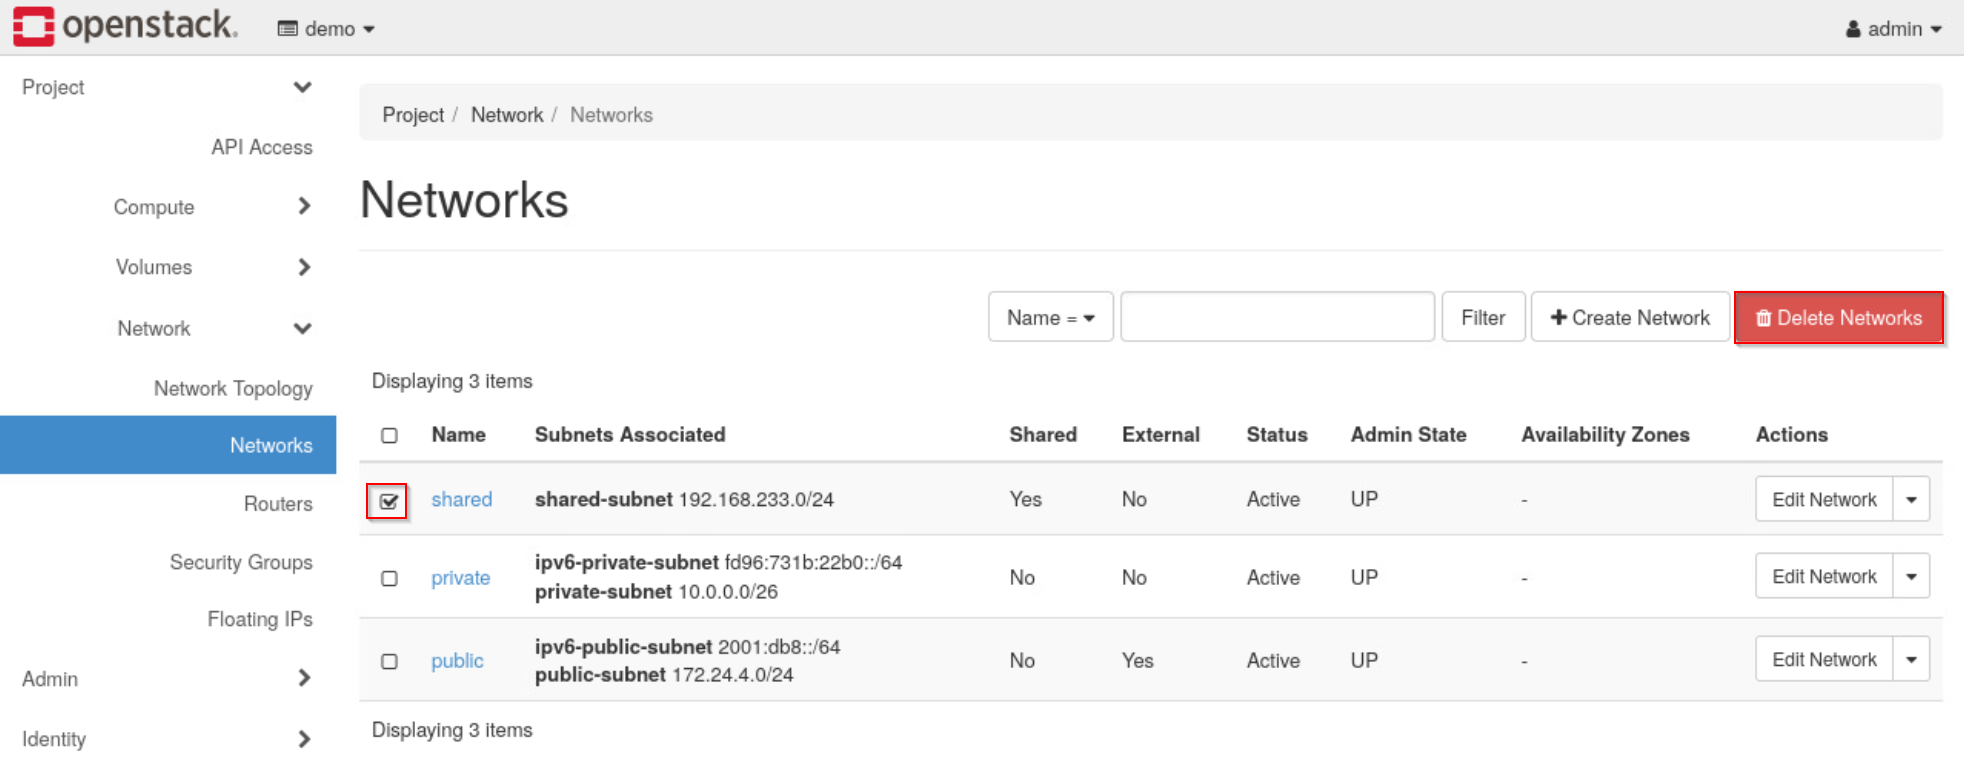 openstack. demo admin
Project
Project / Network / Networks
API Access
Compute
Volumes
Network
Network Topology
Networks
Routers
Security Groups
Floating IPs
Admin
Identity
Networks
Name = Filter Create Network Delete Networks
Displaying 3 items
Name Subnets Associated Shared External Status Admin State Availability Zones Actions
shared shared-subnet 192.168.233.0/24 Yes No Active UP - Edit Network
private ipv6-private-subnet fd96:731b:22b0::/64 No No Active UP - Edit Network
private-subnet 10.0.0.0/26
public ipv6-public-subnet 2001:db8::/64 No Yes Active UP - Edit Network
public-subnet 172.24.4.0/24
Displaying 3 items